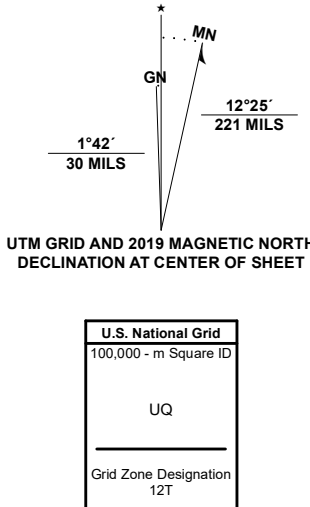 ★
MN
GN
12°25´
221 MILS
1°42´
30 MILS
UTM GRID AND 2019 MAGNETIC NORTH
DECLINATION AT CENTER OF SHEET
U.S. National Grid
100,000 - m Square ID
UQ
Grid Zone Designation
12T